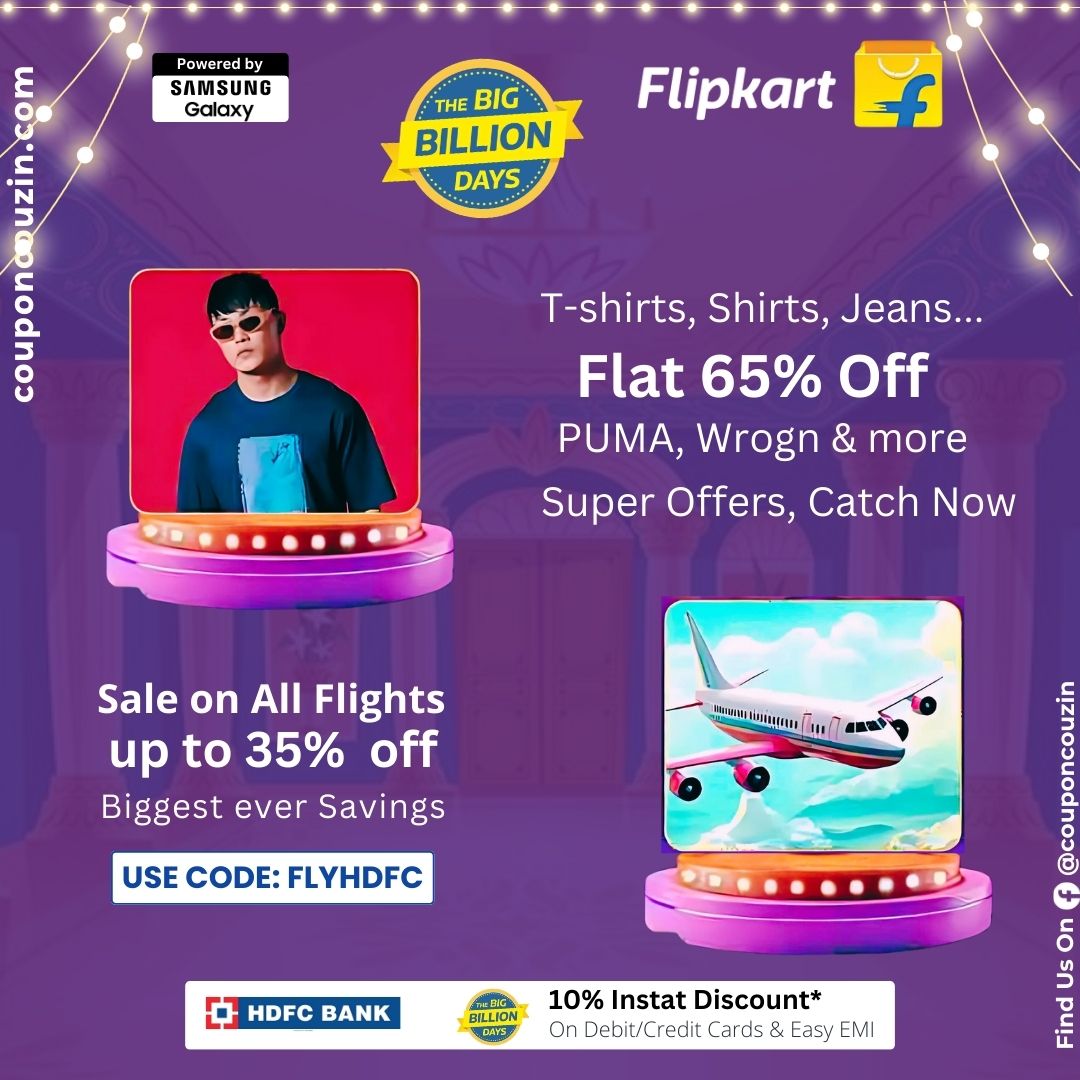 couponcouzin.com
Powered by
SAMSUNG
Galaxy
THE BIG
BILLION
DAYS
Flipkart
T-shirts, Shirts, Jeans...
Flat 65% Off
PUMA, Wrogn & more
Super Offers, Catch Now
Sale on All Flights
up to 35% off
Biggest ever Savings
USE CODE: FLYHDFC
HDFC BANK
THE BIG
BILLION
DAYS
10% Instat Discount*
On Debit/Credit Cards & Easy EMI
Find Us On @couponcouzin